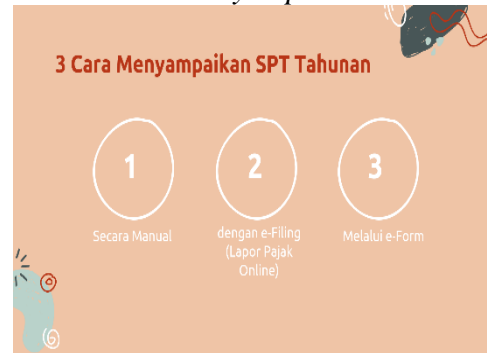 3 Cara Menyampaikan SPT Tahunan
1
2
3
Secara Manual
dengan e-Filing
(Lapor Pajak
Online)
Melalui e-Form